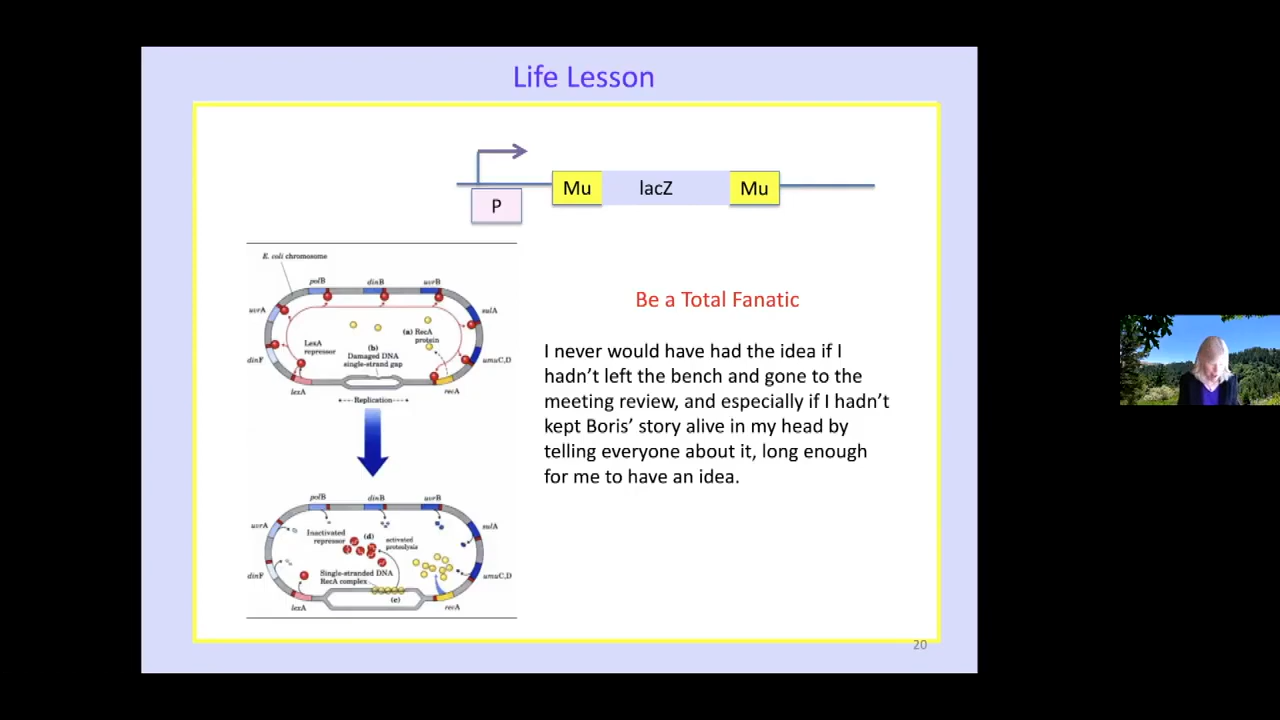 Life Lesson
Mu lacZ Mu
P
E. coli chromosome
polB dinB uvrB
uvrA sulA
(a) RecA
protein
LexA
repressor
(b)
Damaged DNA
single-strand gap
dinF umuC,D
lexA recA
Replication
polB dinB uvrB
uvrA sulA
Inactivated
repressor
(d)
activated
proteolysis
Single-stranded DNA
RecA complex
dinF umuC,D
(e)
lexA recA
Be a Total Fanatic
I never would have had the idea if I
hadn’t left the bench and gone to the
meeting review, and especially if I hadn’t
kept Boris’ story alive in my head by
telling everyone about it, long enough
for me to have an idea.
20